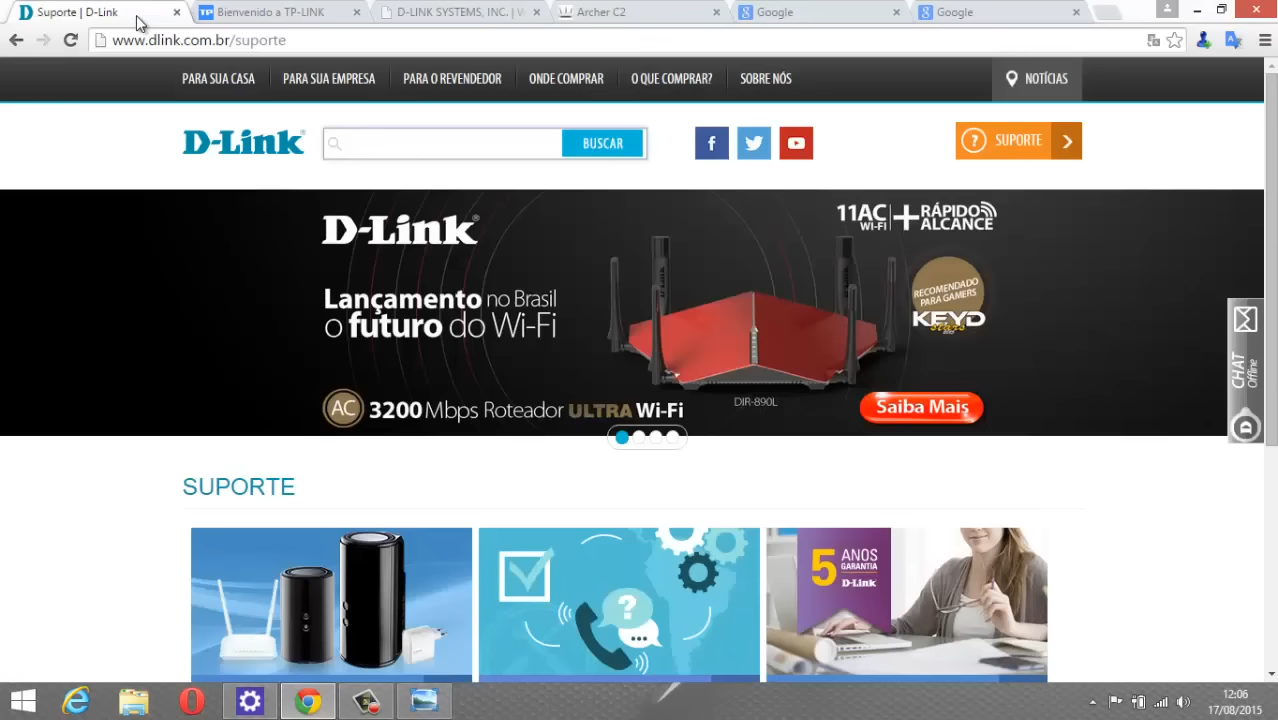 Suporte | D-Link
Bienvenido a TP-LINK
D-LINK SYSTEMS, INC. |
Archer C2
Google
Google
www.dlink.com.br/suporte
PARA SUA CASA
PARA SUA EMPRESA
PARA O REVENDEDOR
ONDE COMPRAR
O QUE COMPRAR?
SOBRE NÓS
NOTÍCIAS
D-Link
BUSCAR
SUPORTE
D-Link
11AC WI-FI + RÁPIDO ALCANCE
Lançamento no Brasil
o futuro do Wi-Fi
RECOMENDADO
PARA GAMERS
KEYD
stars
AC 3200 Mbps Roteador ULTRA Wi-Fi
DIR-890L
Saiba Mais
CHAT
Offline
SUPORTE
5 ANOS
GARANTIA
D-Link
12:06
17/08/2015